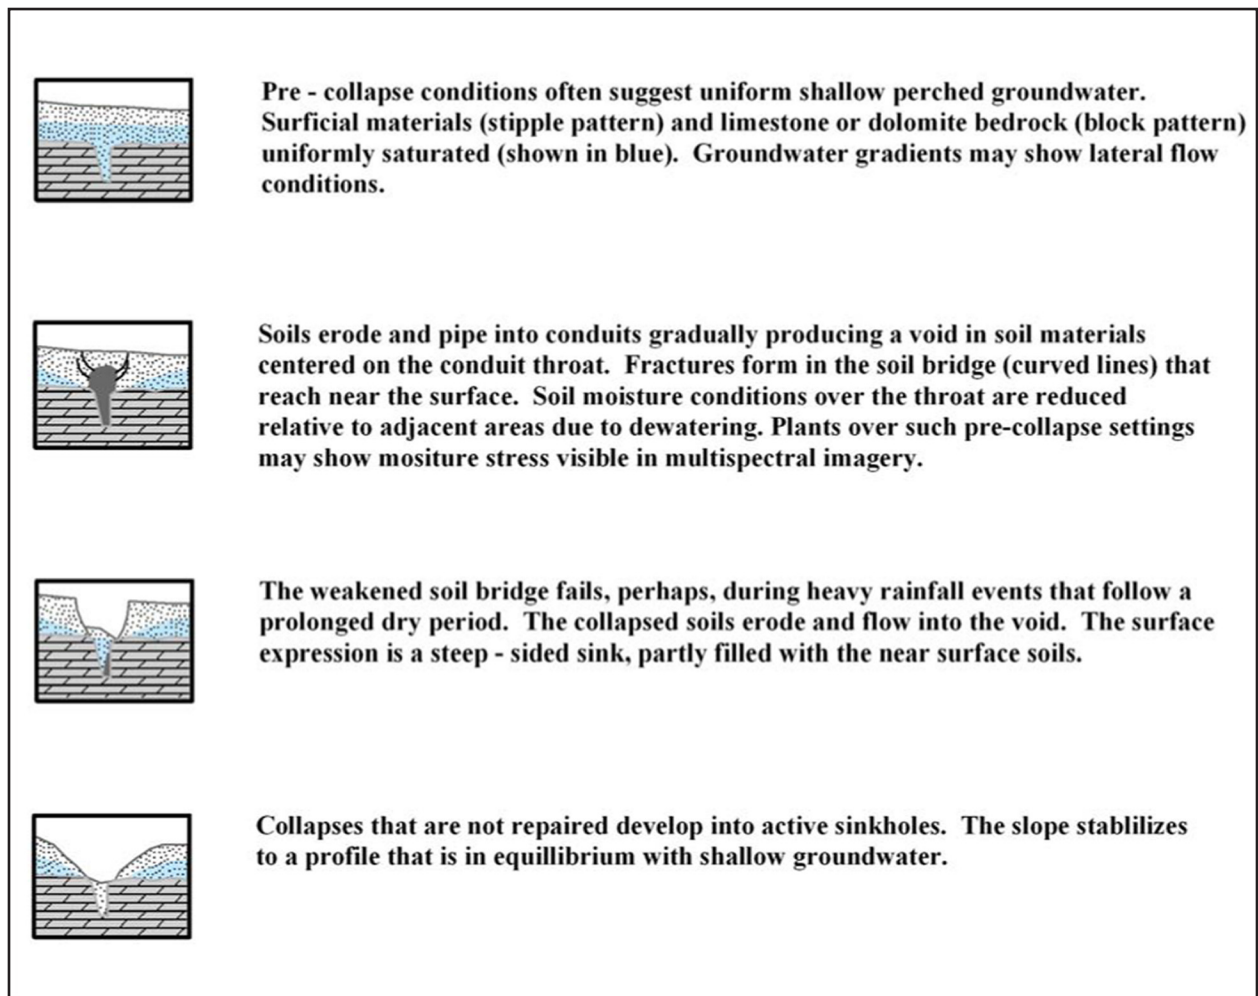 Pre - collapse conditions often suggest uniform shallow perched groundwater.
Surficial materials (stipple pattern) and limestone or dolomite bedrock (block pattern)
uniformly saturated (shown in blue).  Groundwater gradients may show lateral flow
conditions.
Soils erode and pipe into conduits gradually producing a void in soil materials
centered on the conduit throat.  Fractures form in the soil bridge (curved lines) that
reach near the surface.  Soil moisture conditions over the throat are reduced
relative to adjacent areas due to dewatering. Plants over such pre-collapse settings
may show mositure stress visible in multispectral imagery.
The weakened soil bridge fails, perhaps, during heavy rainfall events that follow a
prolonged dry period.  The collapsed soils erode and flow into the void.  The surface
expression is a steep - sided sink, partly filled with the near surface soils.
Collapses that are not repaired develop into active sinkholes.  The slope stablilizes
to a profile that is in equillibrium with shallow groundwater.